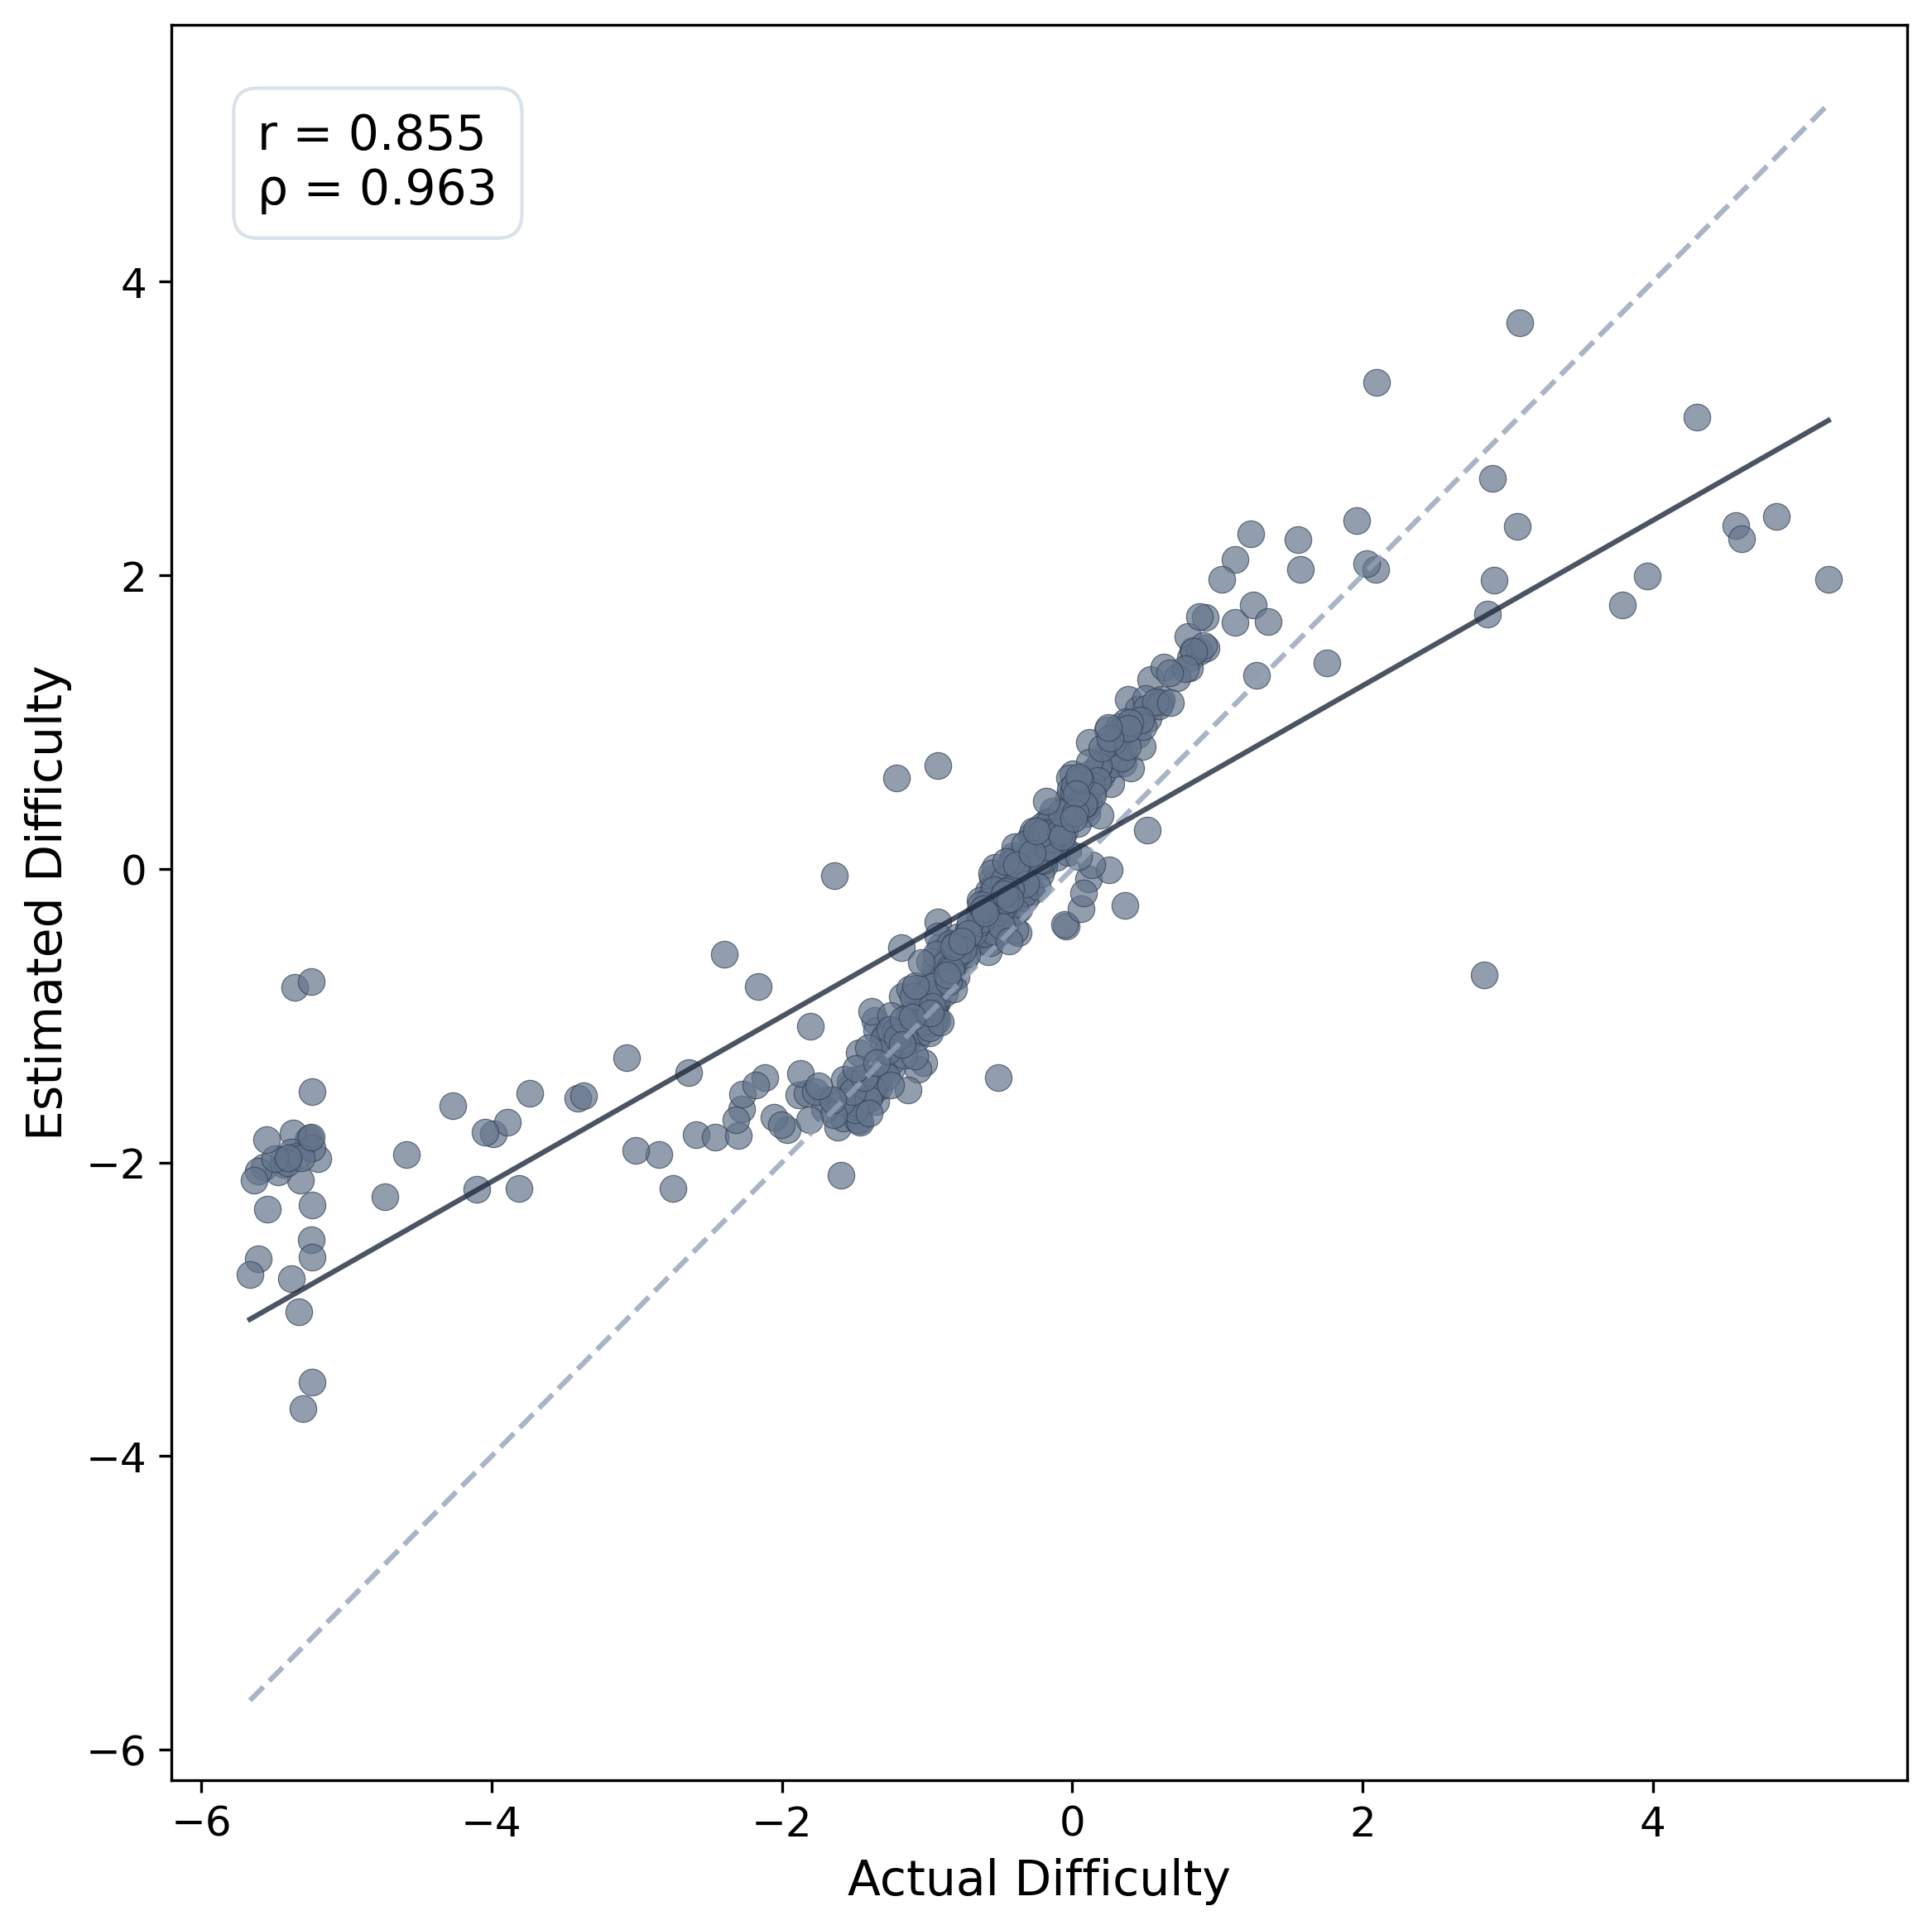 r = 0.855
ρ = 0.963
4
2
0
−2
−4
−6
Estimated Difficulty
−6 −4 −2 0 2 4
Actual Difficulty